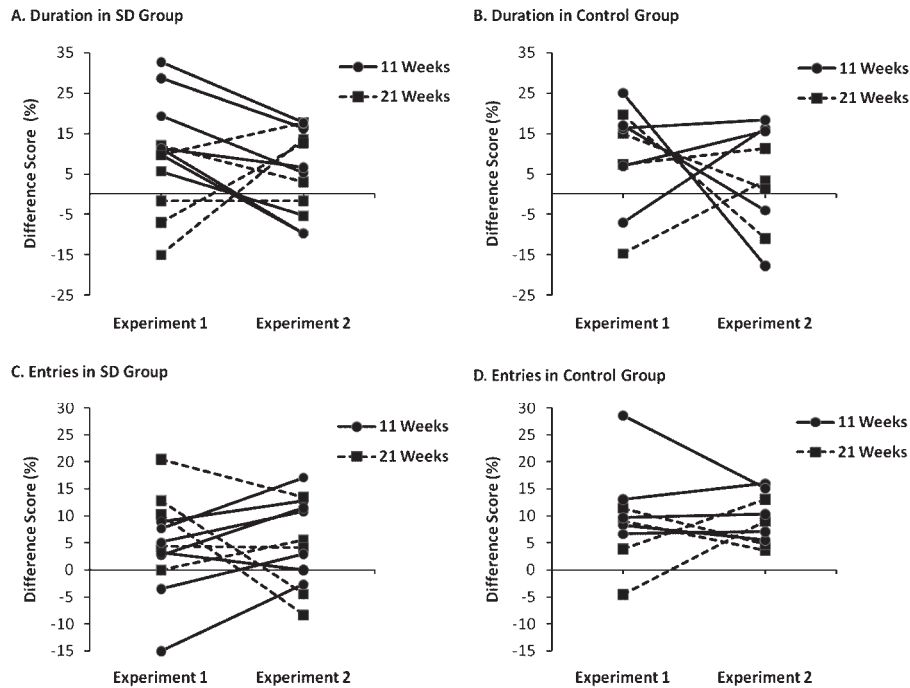 A. Duration in SD Group
Difference Score (%)
35
25
15
5
-5
-15
-25
11 Weeks
21 Weeks
Experiment 1
Experiment 2
B. Duration in Control Group
Difference Score (%)
35
25
15
5
-5
-15
-25
11 Weeks
21 Weeks
Experiment 1
Experiment 2
C. Entries in SD Group
Difference Score (%)
30
25
20
15
10
5
0
-5
-10
-15
11 Weeks
21 Weeks
Experiment 1
Experiment 2
D. Entries in Control Group
Difference Score (%)
30
25
20
15
10
5
0
-5
-10
-15
11 Weeks
21 Weeks
Experiment 1
Experiment 2